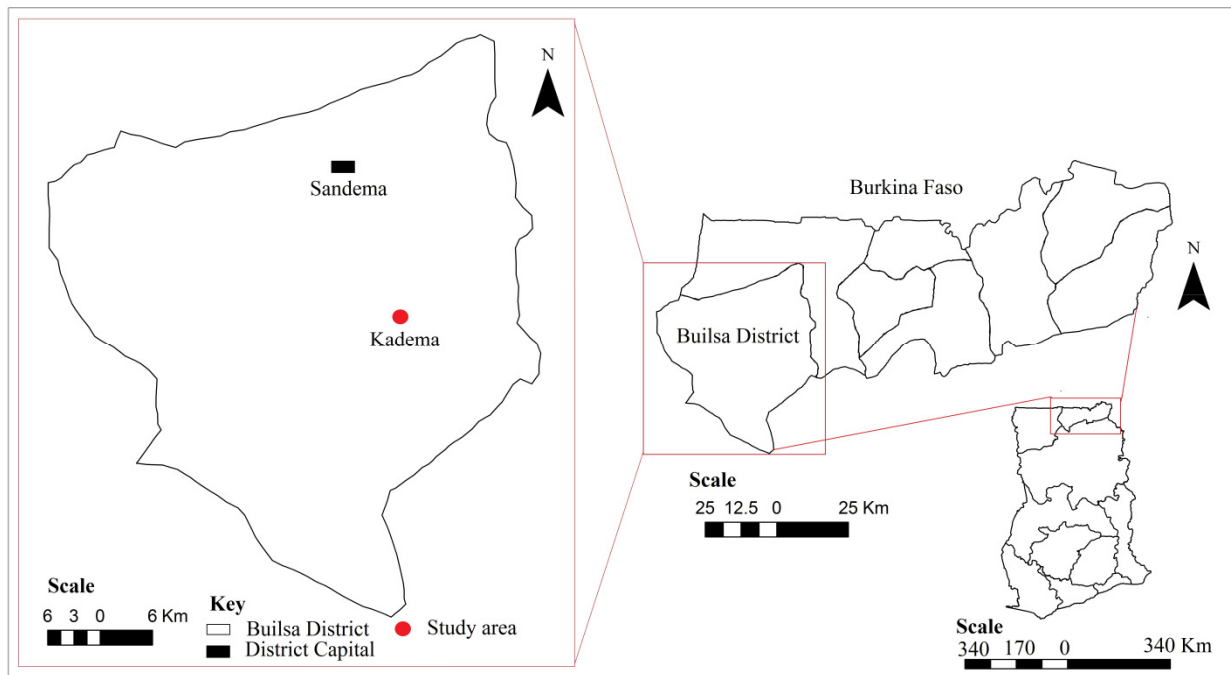 N
Sandema
Kadema
Scale
6 3 0 6 Km
Key
Builsa District
District Capital
Study area
Burkina Faso
N
Builsa District
Scale
25 12.5 0 25 Km
Scale
340 170 0 340 Km